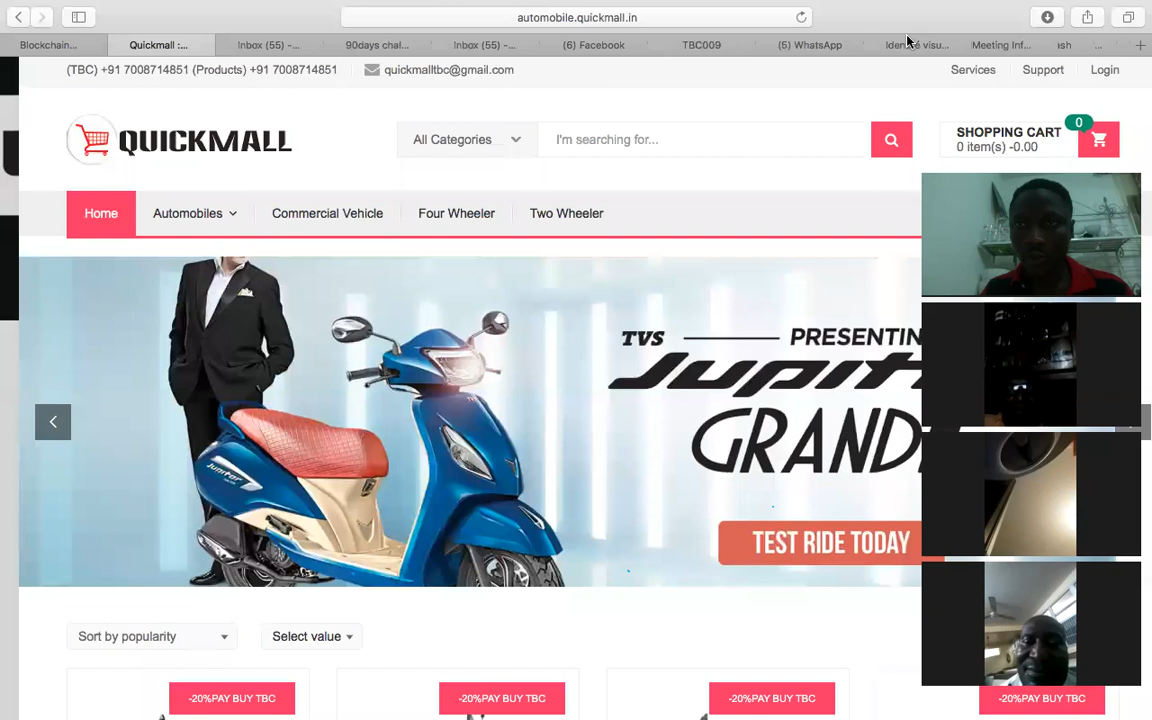 automobile.quickmall.in
Blockchain... Quickmall :... Inbox (55) -... 90days chal... Inbox (55) -... (6) Facebook TBC009 (5) WhatsApp Meeting Inf... ash ...
(TBC) +91 7008714851 (Products) +91 7008714851 quickmalltbc@gmail.com Services Support Login
QUICKMALL All Categories I'm searching for... SHOPPING CART 0
0 item(s) -0.00
Home Automobiles Commercial Vehicle Four Wheeler Two Wheeler
TVS PRESENTIN
Jupit
GRAND
Jupiter
TEST RIDE TODAY
Sort by popularity Select value
-20%PAY BUY TBC -20%PAY BUY TBC -20%PAY BUY TBC -20%PAY BUY TBC